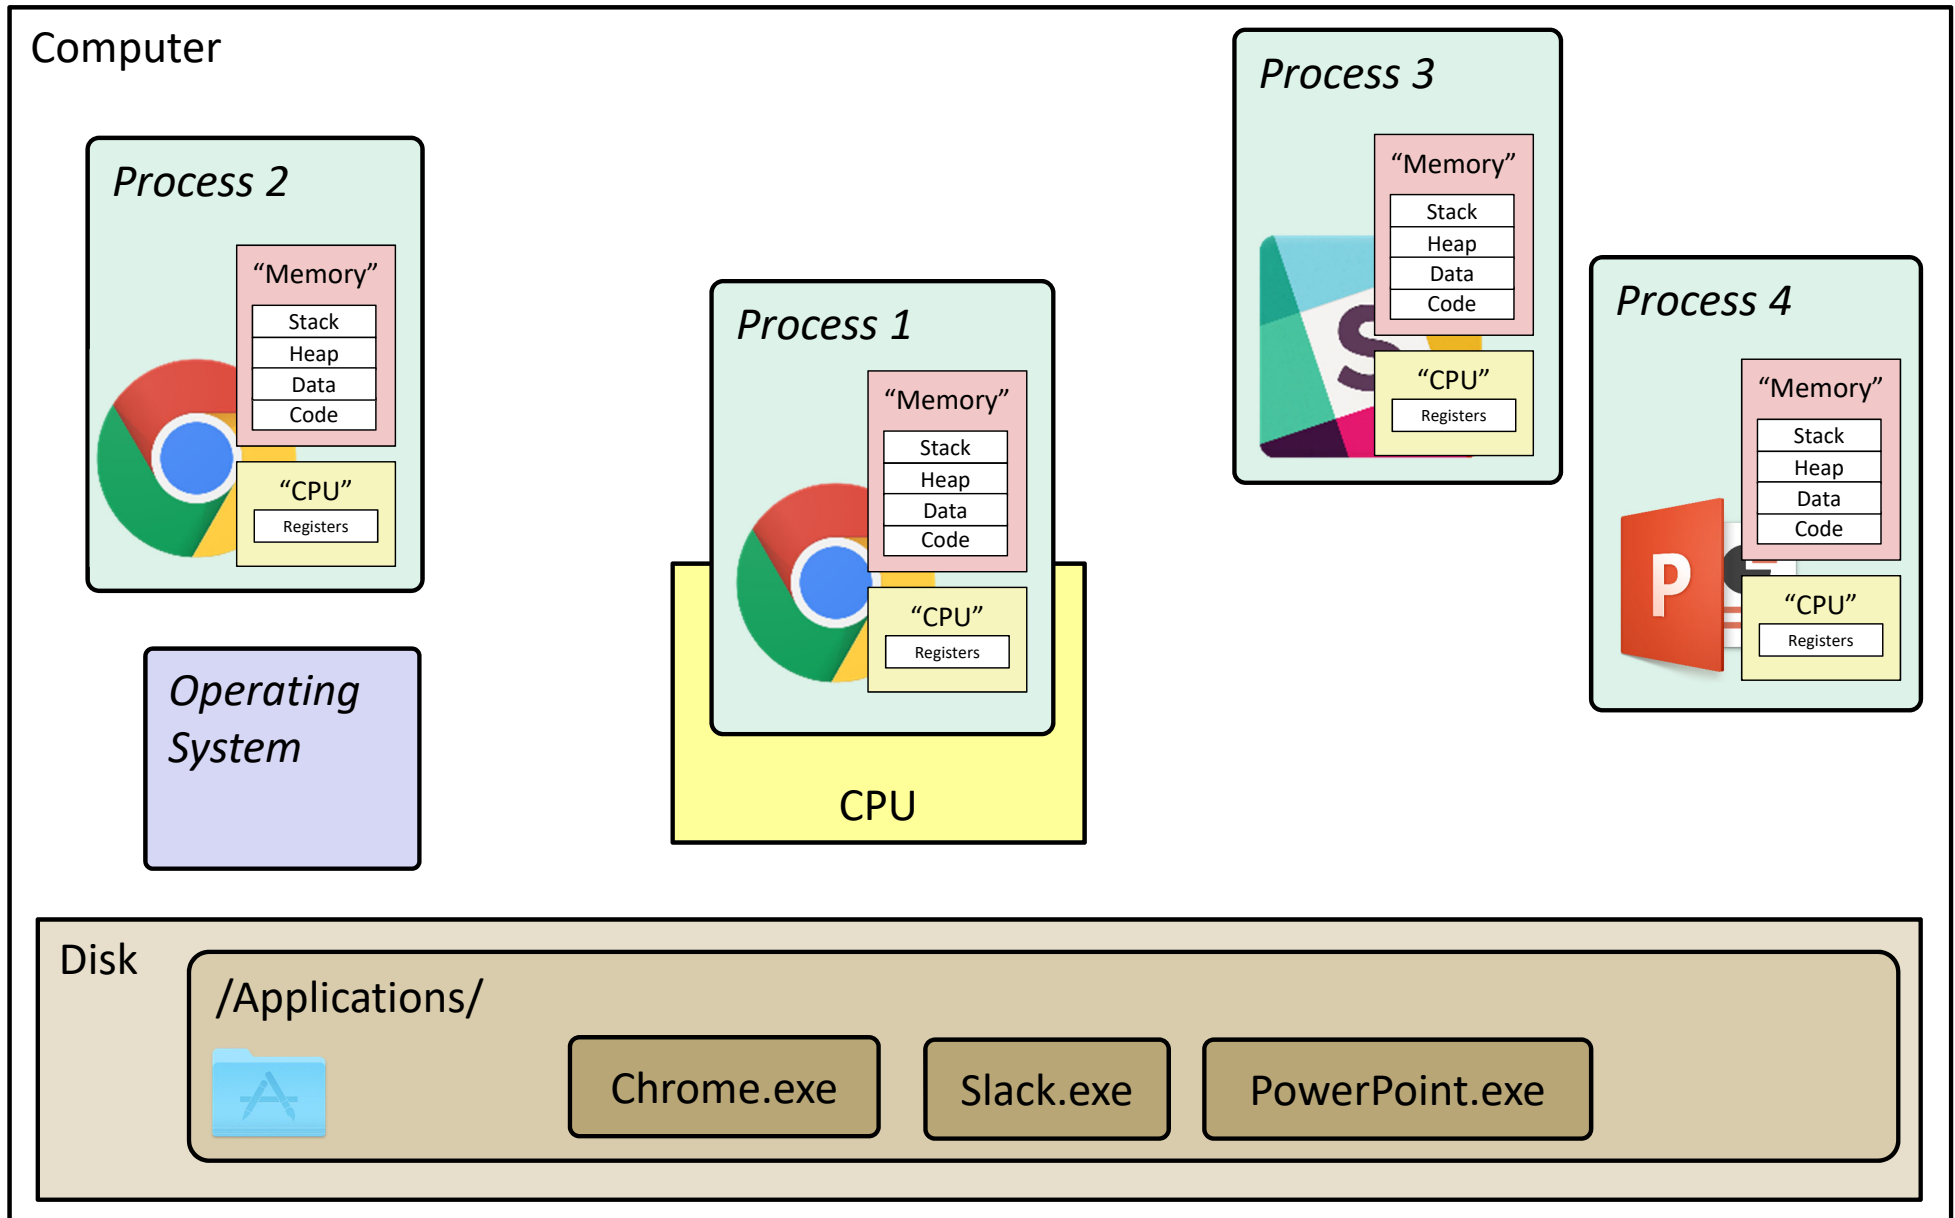 Computer
Process 2
“Memory”
Stack
Heap
Data
Code
“CPU”
Registers
Process 1
“Memory”
Stack
Heap
Data
Code
“CPU”
Registers
CPU
Process 3
“Memory”
Stack
Heap
Data
Code
“CPU”
Registers
S
Process 4
“Memory”
Stack
Heap
Data
Code
“CPU”
Registers
P
Operating
System
Disk
/Applications/
Chrome.exe
Slack.exe
PowerPoint.exe